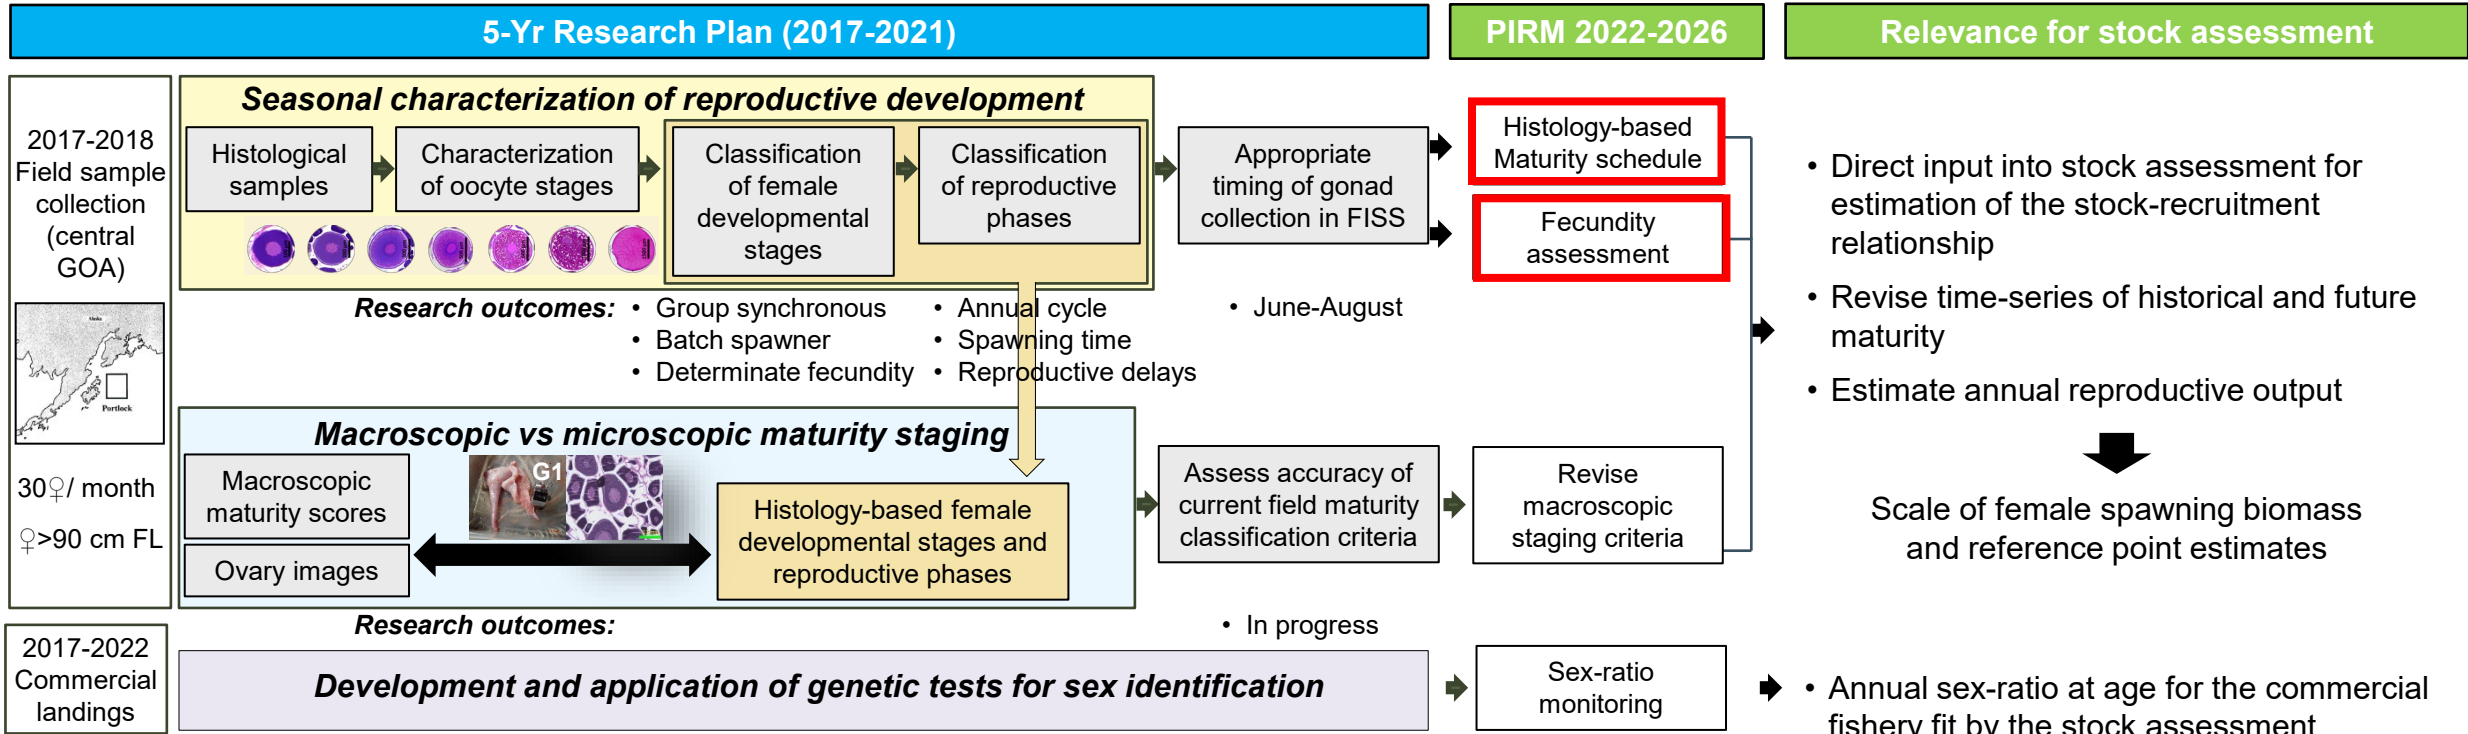 5-Yr Research Plan (2017-2021)
PIRM 2022-2026
Relevance for stock assessment
2017-2018
Field sample
collection
(central
GOA)
Alaska
Portlock
30♀/ month
♀>90 cm FL
Seasonal characterization of reproductive development
Histological
samples
Characterization
of oocyte stages
Classification
of female
developmental
stages
Classification
of reproductive
phases
Appropriate
timing of gonad
collection in FISS
Histology-based
Maturity schedule
Fecundity
assessment
Research outcomes:
• Group synchronous
• Batch spawner
• Determinate fecundity
• Annual cycle
• Spawning time
• Reproductive delays
• June-August
Macroscopic vs microscopic maturity staging
Macroscopic
maturity scores
Ovary images
G1
Histology-based female
developmental stages and
reproductive phases
Assess accuracy of
current field maturity
classification criteria
Revise
macroscopic
staging criteria
Research outcomes:
• In progress
• Direct input into stock assessment for
estimation of the stock-recruitment
relationship
• Revise time-series of historical and future
maturity
• Estimate annual reproductive output
Scale of female spawning biomass
and reference point estimates
2017-2022
Commercial
landings
Development and application of genetic tests for sex identification
Sex-ratio
monitoring
• Annual sex-ratio at age for the commercial
fishery fit by the stock assessment